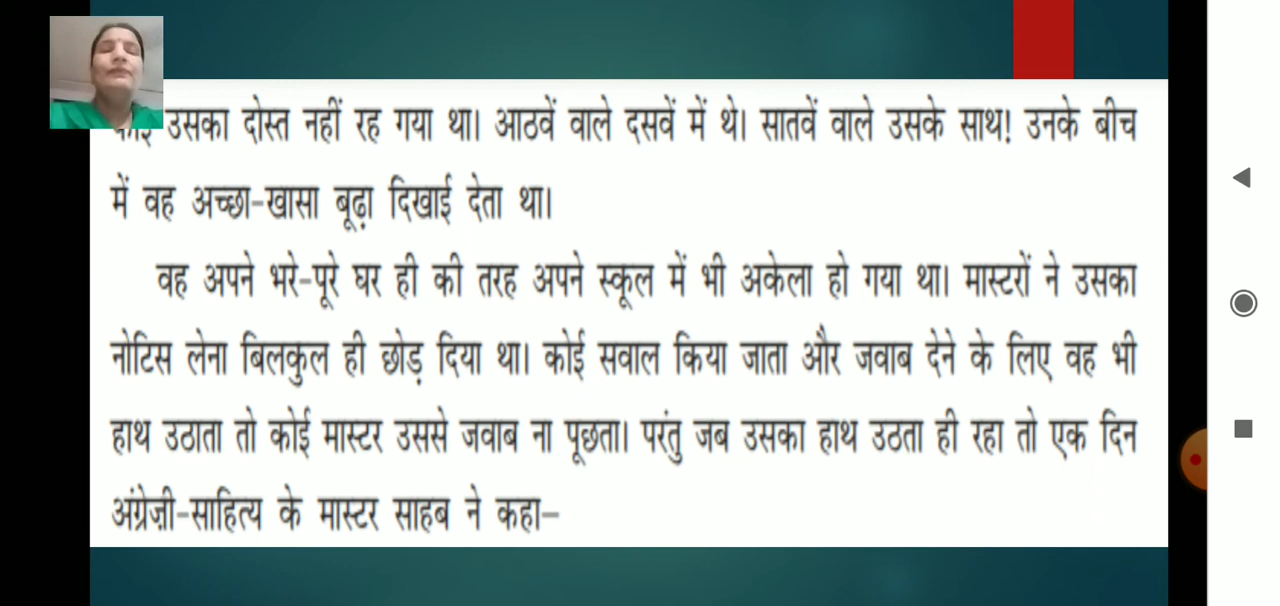 उसका दोस्त नहीं रह गया था। आठवें वाले दसवें में थे। सातवें वाले उसके साथ! उनके बीच
में वह अच्छा-खासा बूढ़ा दिखाई देता था।
वह अपने भरे-पूरे घर ही की तरह अपने स्कूल में भी अकेला हो गया था। मास्टरों ने उसका
नोटिस लेना बिलकुल ही छोड़ दिया था। कोई सवाल किया जाता और जवाब देने के लिए वह भी
हाथ उठाता तो कोई मास्टर उससे जवाब ना पूछता। परंतु जब उसका हाथ उठता ही रहा तो एक दिन
अंग्रेज़ी-साहित्य के मास्टर साहब ने कहा–